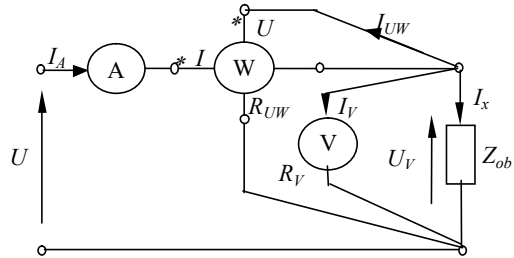 * U I_UW
I_A A * I W
R_UW I_V I_x
U V U_V Z_ob
R_V